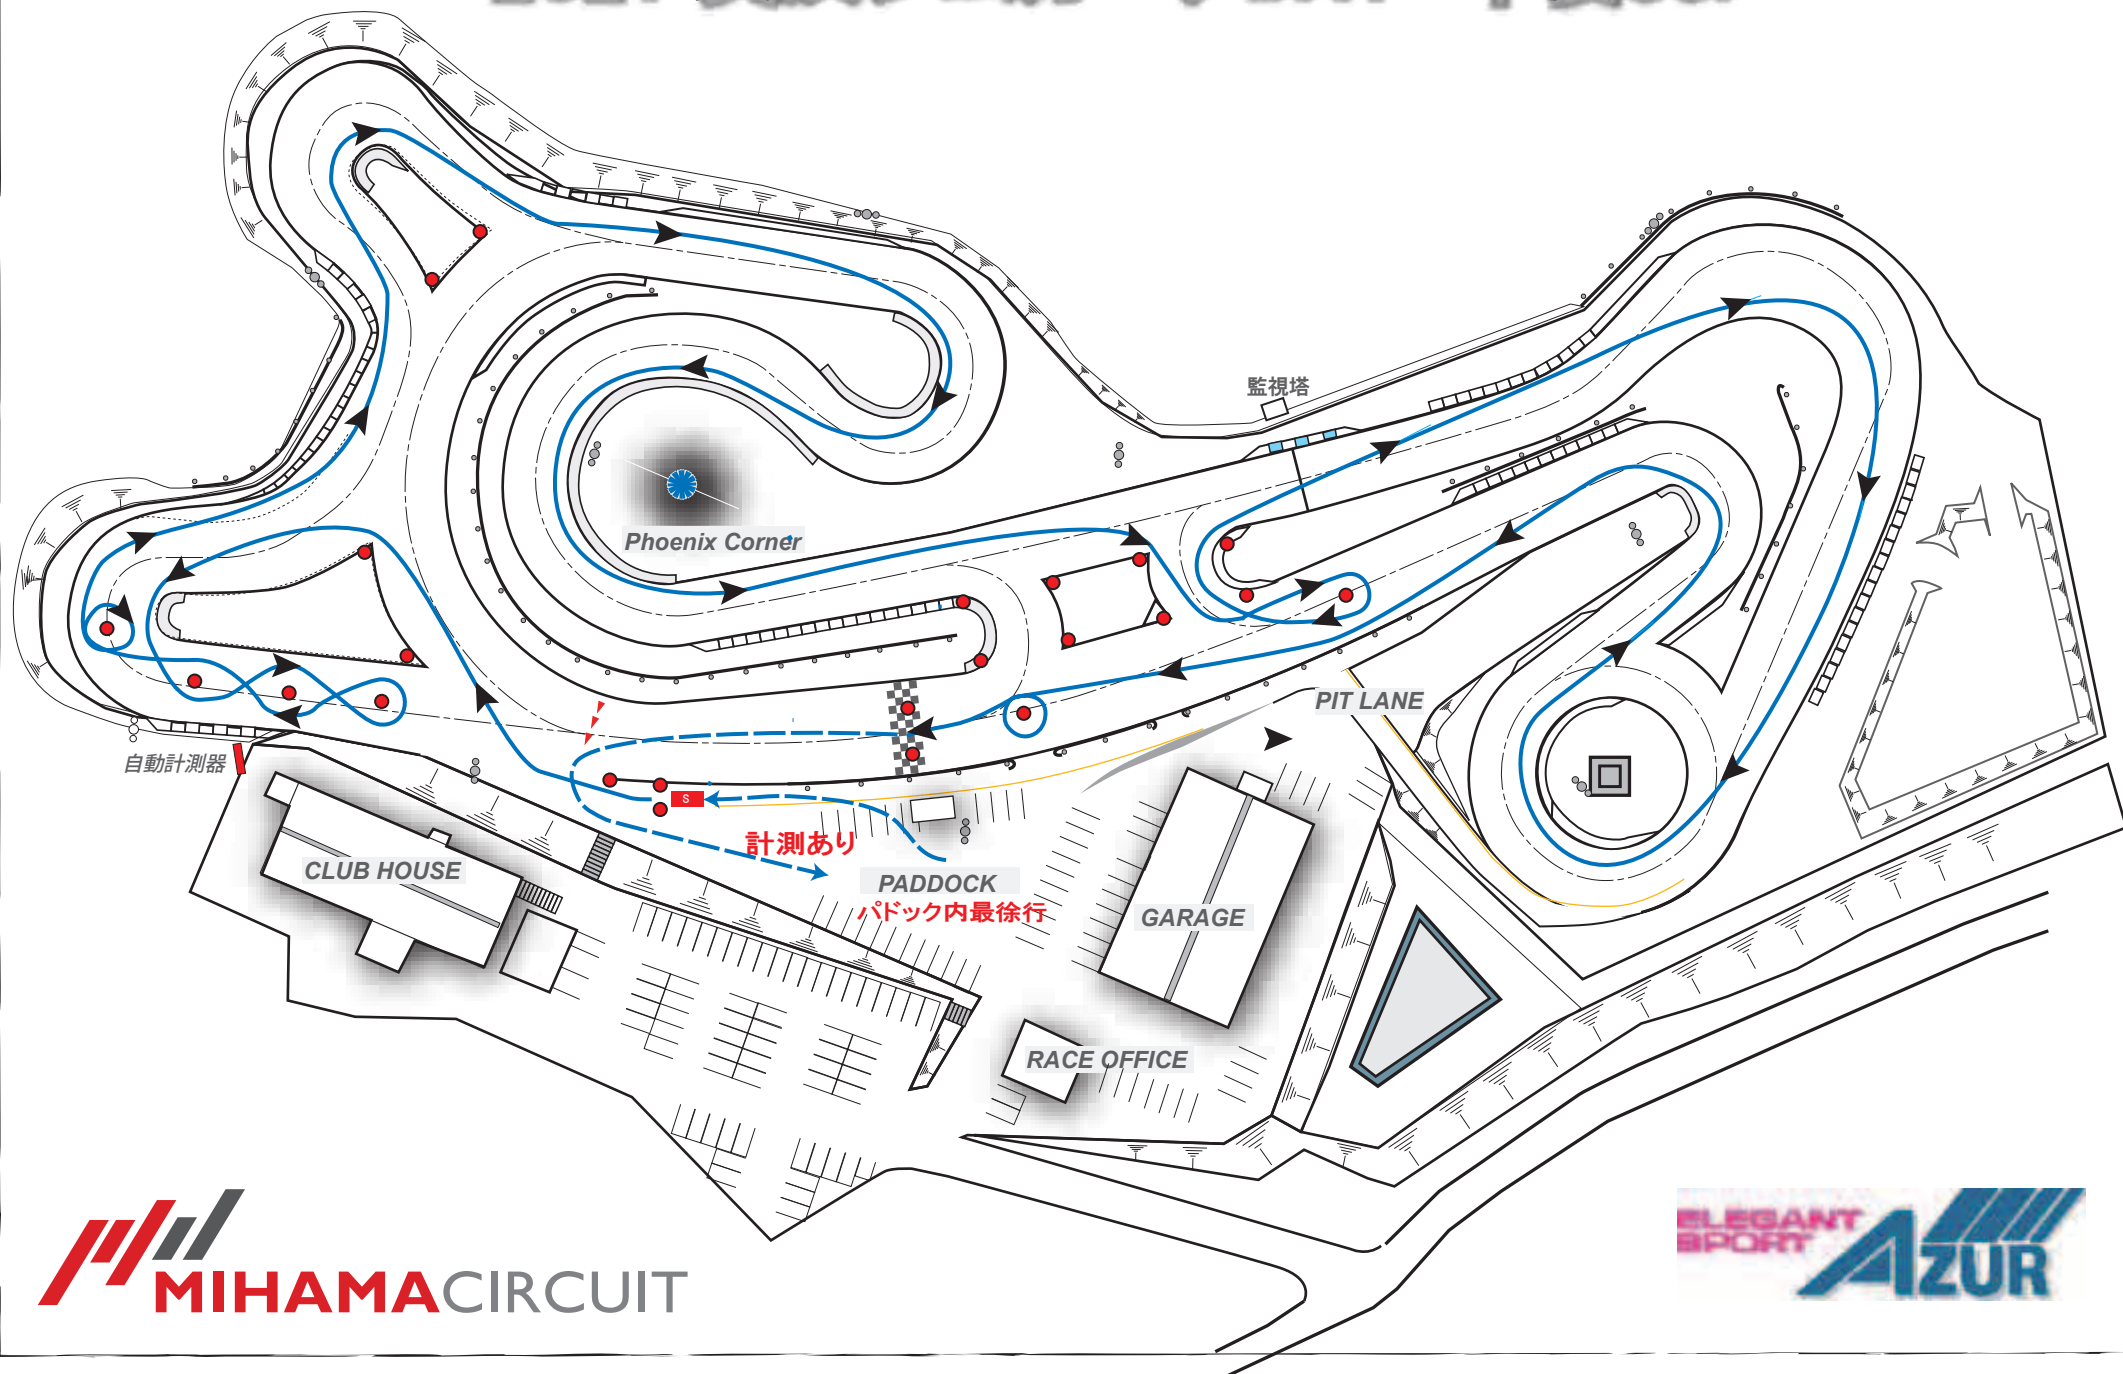 監視塔
Phoenix Corner
PIT LANE
自動計測器
S
計測あり
CLUB HOUSE
PADDOCK
パドック内最徐行
GARAGE
RACE OFFICE
MIHAMACIRCUIT
ELEGANT
SPORT
AZUR